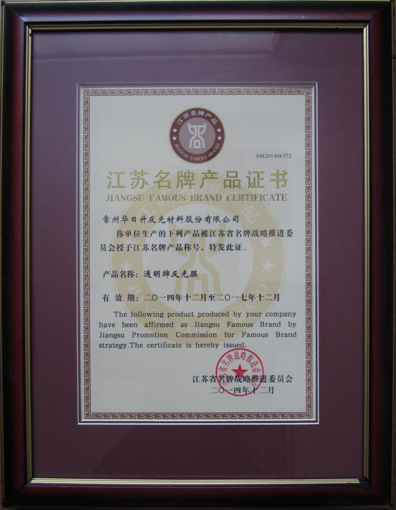 江苏名牌产品
JIANGSU FAMOUS BRAND
SM201406372
江苏名牌产品证书
JIANGSU FAMOUS BRAND CERTIFICATE
常州华日升反光材料股份有限公司
你单位生产的下列产品被江苏省名牌战略推进委
员会授予江苏名牌产品称号，特发此证。
产品名称：通明牌反光膜
有 效 期：二〇一四年十二月至二〇一七年十二月
The following product produced by your company
have been affirmed as Jiangsu Famous Brand by
Jiangsu Promotion Commission for Famous Brand
strategy.The certificate is hereby issued.
江苏省名牌战略推进委员会
二〇一四年十二月